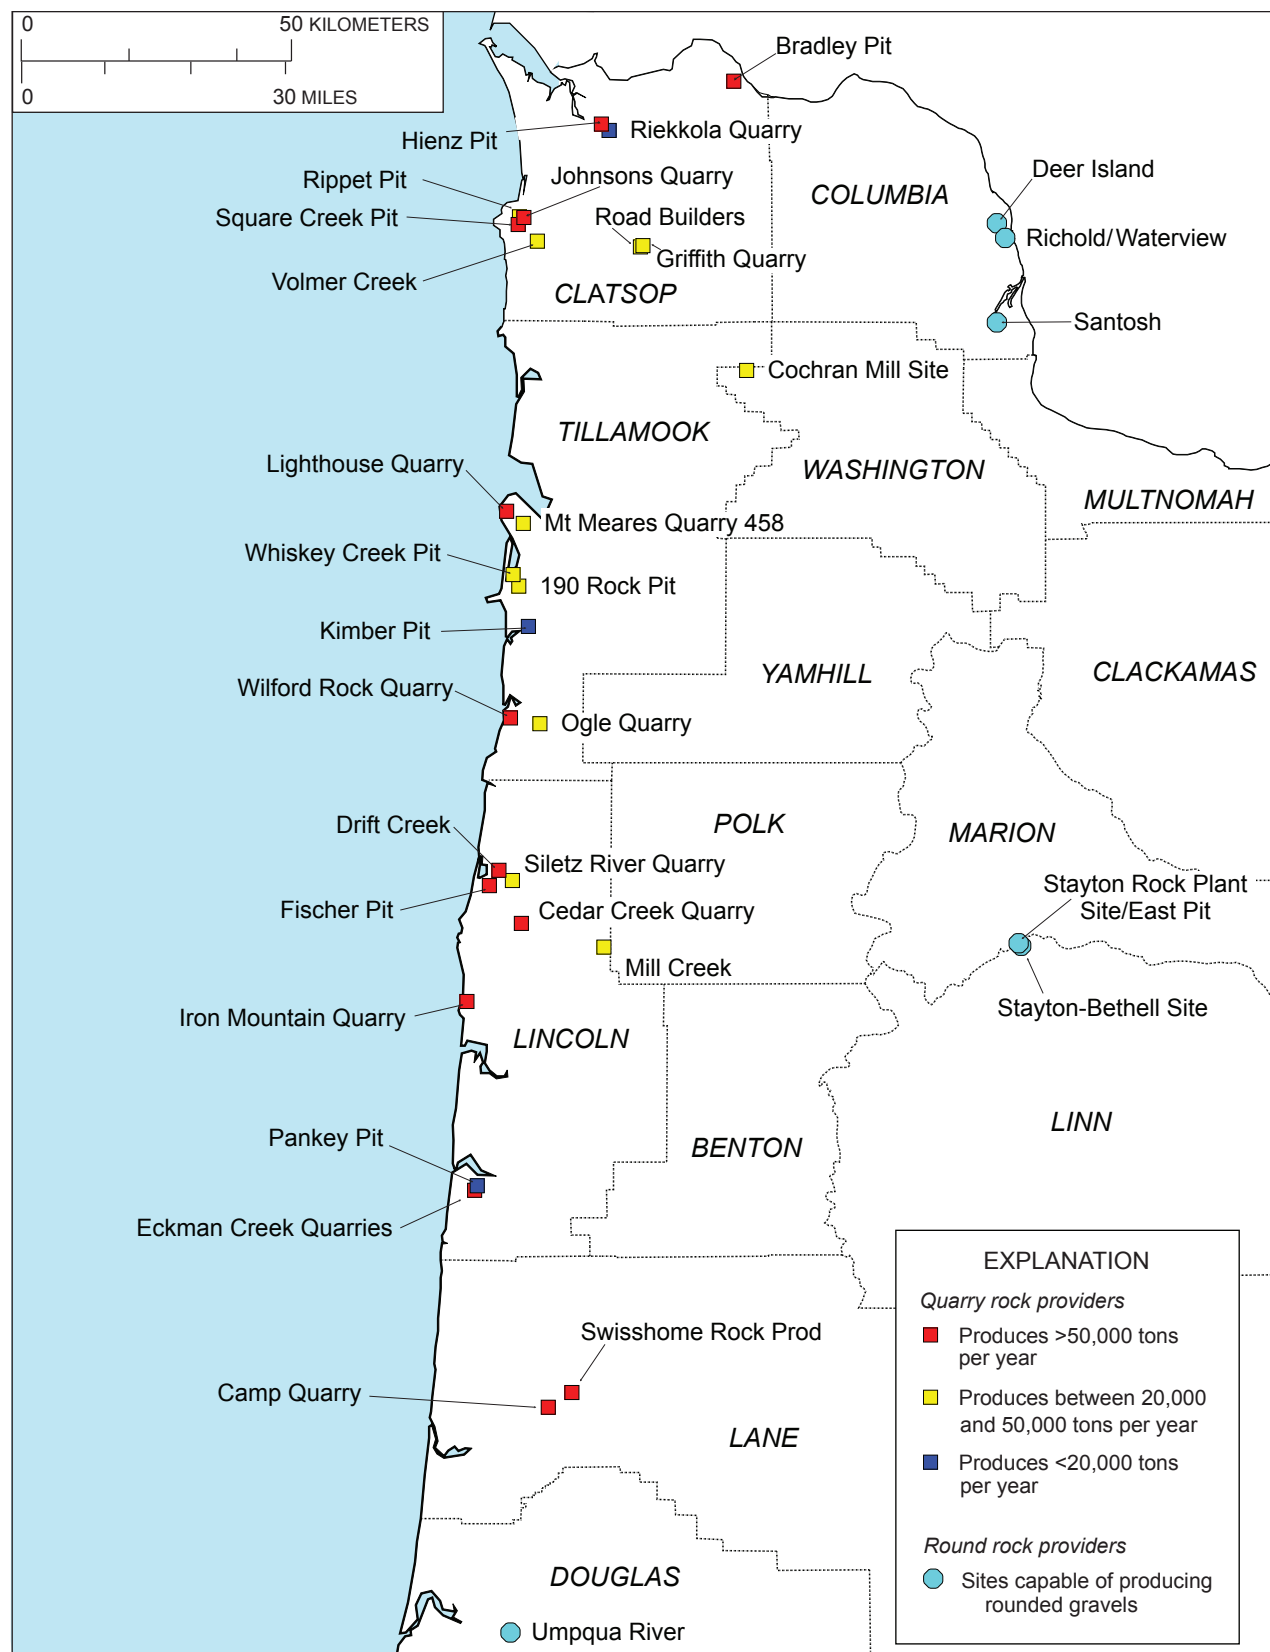 0 50 KILOMETERS
0 30 MILES
Bradley Pit
Hienz Pit
Riekkola Quarry
Deer Island
Rippet Pit
Johnsons Quarry
COLUMBIA
Square Creek Pit
Road Builders
Richold/Waterview
Griffith Quarry
Volmer Creek
CLATSOP
Santosh
Cochran Mill Site
TILLAMOOK
Lighthouse Quarry
WASHINGTON
MULTNOMAH
Mt Meares Quarry 458
Whiskey Creek Pit
190 Rock Pit
Kimber Pit
YAMHILL
CLACKAMAS
Wilford Rock Quarry
Ogle Quarry
Drift Creek
POLK
MARION
Siletz River Quarry
Stayton Rock Plant
Site/East Pit
Fischer Pit
Cedar Creek Quarry
Mill Creek
Stayton-Bethell Site
Iron Mountain Quarry
LINCOLN
LINN
Pankey Pit
BENTON
Eckman Creek Quarries
Swisshome Rock Prod
Camp Quarry
LANE
DOUGLAS
Umpqua River
EXPLANATION
Quarry rock providers
Produces >50,000 tons
per year
Produces between 20,000
and 50,000 tons per year
Produces <20,000 tons
per year
Round rock providers
Sites capable of producing
rounded gravels